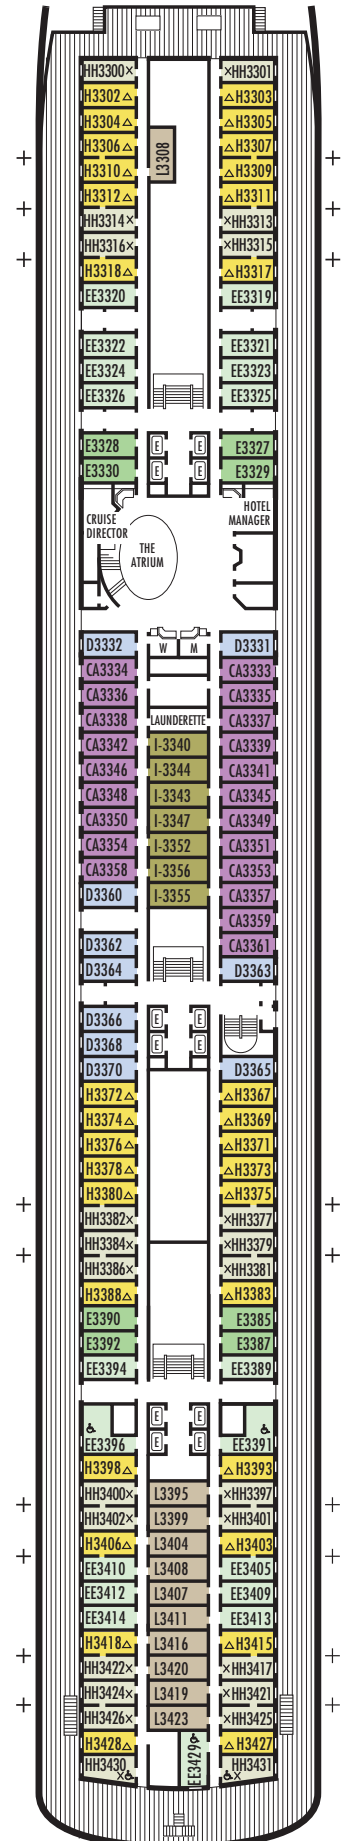 HH3300× ×HH3301
H3302△ △H3303
H3304△ △H3305
H3306△ L3308 △H3307
H3310△ △H3309
H3312△ △H3311
HH3314× ×HH3313
HH3316× ×HH3315
H3318△ △H3317
EE3320 EE3319
EE3322 EE3321
EE3324 EE3323
EE3326 EE3325
E3328 E E E3327
E3330 E E E3329
CRUISE DIRECTOR
THE ATRIUM
HOTEL MANAGER
D3332 W M D3331
CA3334 CA3333
CA3336 CA3335
CA3338 LAUNDERETTE CA3337
CA3342 I-3340 CA3339
CA3346 I-3344 CA3341
CA3348 I-3343 CA3345
CA3350 I-3347 CA3349
CA3354 I-3352 CA3351
CA3358 I-3356 CA3353
D3360 I-3355 CA3357
CA3359
D3362 CA3361
D3364 D3363
D3366 E E
D3368 E E
D3370 D3365
H3372△ △H3367
H3374△ △H3369
H3376△ △H3371
H3378△ △H3373
H3380△ △H3375
HH3382× ×HH3377
HH3384× ×HH3379
HH3386× ×HH3381
H3388△ △H3383
E3390 E3385
E3392 E3387
EE3394 EE3389
E E
EE3396 E E EE3391
H3398△ △H3393
HH3400× L3395 ×HH3397
HH3402× L3399 ×HH3401
H3406△ L3404 △H3403
EE3410 L3408 EE3405
EE3412 L3407 EE3409
EE3414 L3411 EE3413
H3418△ L3416 △H3415
HH3422× L3420 ×HH3417
HH3424× L3419 ×HH3421
HH3426× L3423 ×HH3425
H3428△ EE3429 △H3427
HH3430 × × HH3431